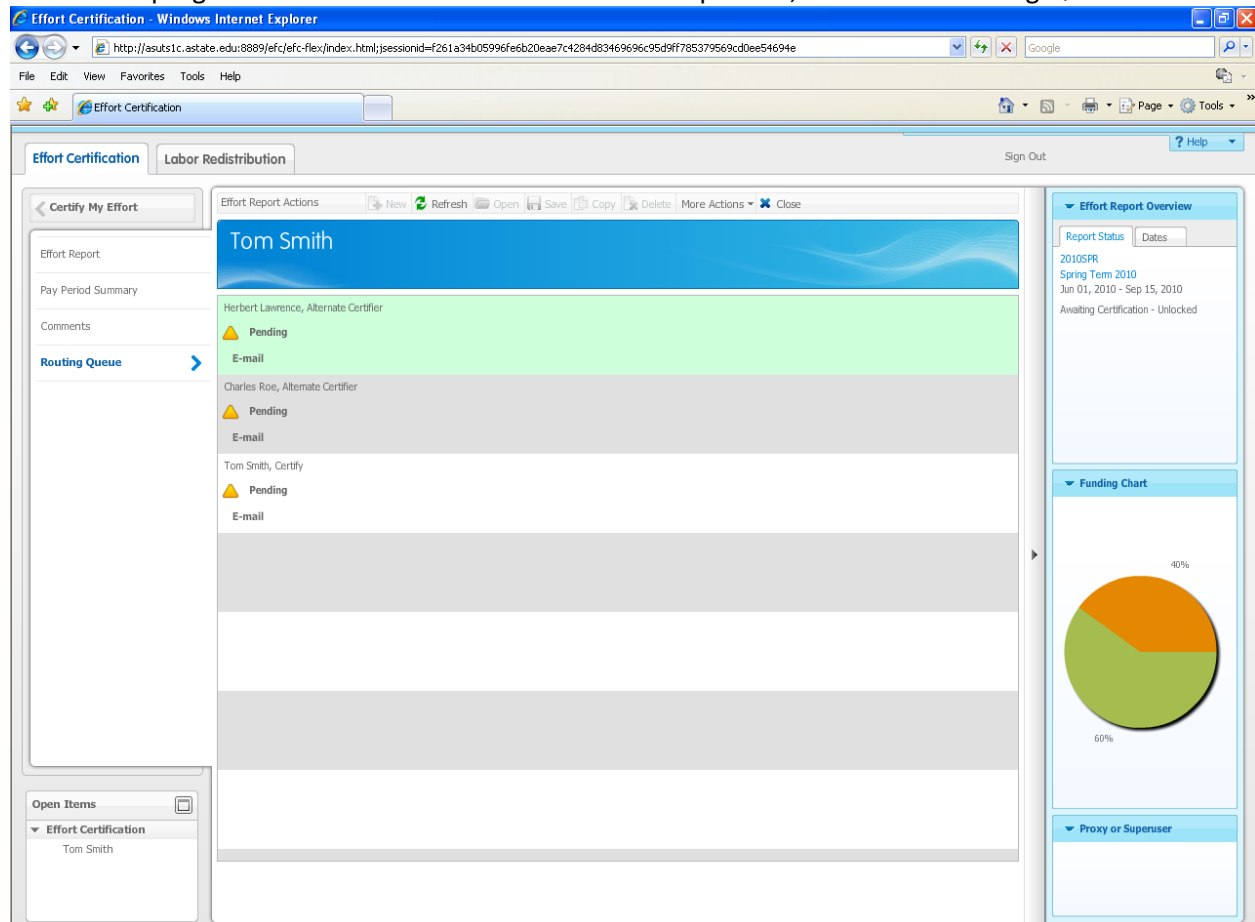 Effort Certification - Windows Internet Explorer
http://asuts1c.astate.edu:8889/efc/efc-flex/index.html;jsessionid=f261a34b05996fe6b20eae7c4284d83469696c95d9ff785379569cd0ee54694e
Google
File Edit View Favorites Tools Help
Effort Certification
Page Tools »
Effort Certification Labor Redistribution
Sign Out
? Help
Certify My Effort
Effort Report
Pay Period Summary
Comments
Routing Queue
Effort Report Actions New Refresh Open Save Copy Delete More Actions Close
Tom Smith
Herbert Lawrence, Alternate Certifier
Pending
E-mail
Charles Roe, Alternate Certifier
Pending
E-mail
Tom Smith, Certify
Pending
E-mail
Effort Report Overview
Report Status Dates
2010SPR
Spring Term 2010
Jun 01, 2010 - Sep 15, 2010
Awaiting Certification - Unlocked
Funding Chart
40%
60%
Proxy or Superuser
Open Items
Effort Certification
Tom Smith